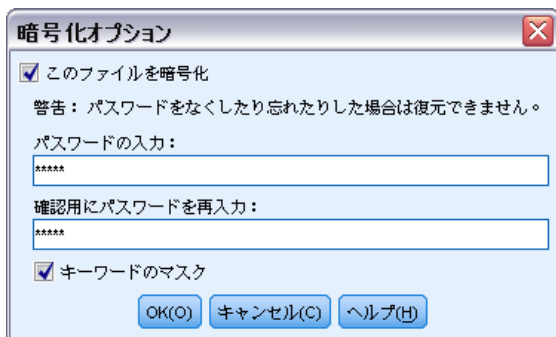 暗号化オプション
このファイルを暗号化
警告： パスワードをなくしたり忘れたりした場合は復元できません。
パスワードの入力：
*****
確認用にパスワードを再入力：
*****
キーワードのマスク
OK(O) キャンセル(C) ヘルプ(H)